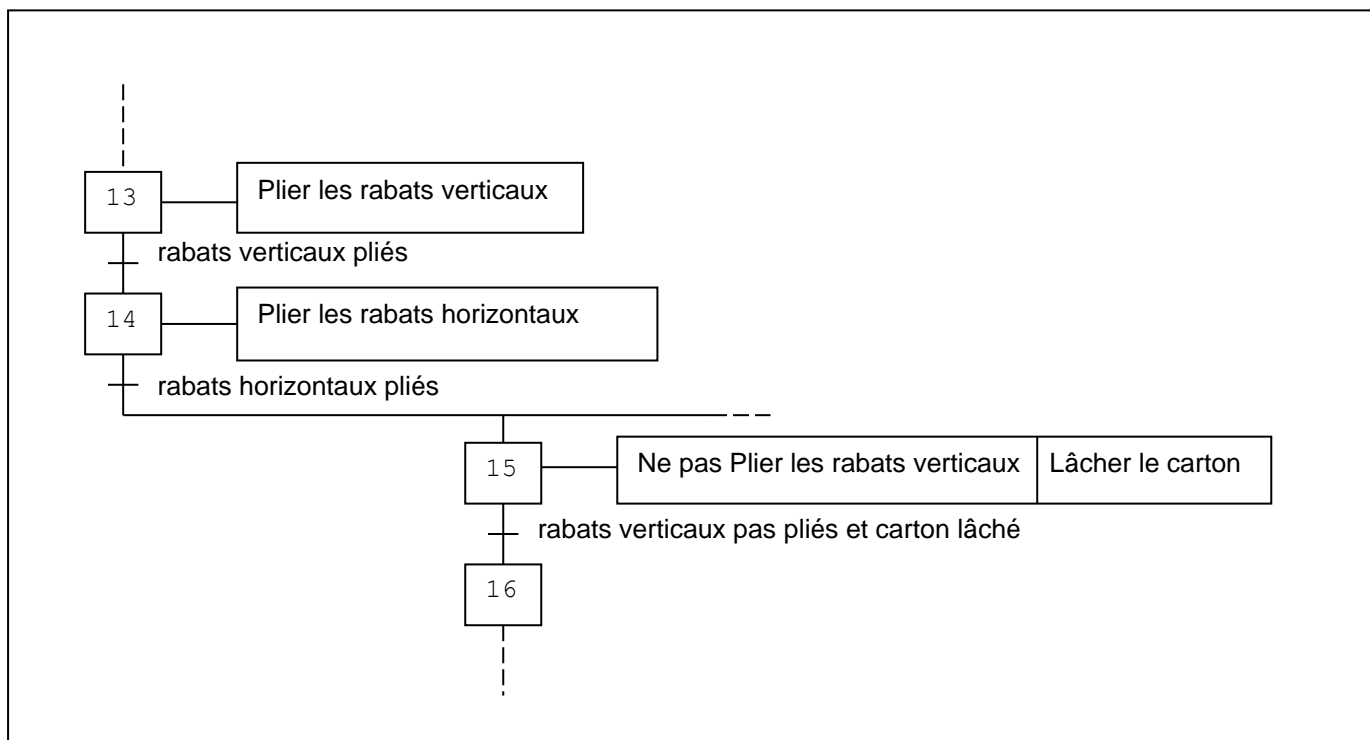 13
Plier les rabats verticaux
rabats verticaux pliés
14
Plier les rabats horizontaux
rabats horizontaux pliés
15
Ne pas Plier les rabats verticaux
Lâcher le carton
rabats verticaux pas pliés et carton lâché
16